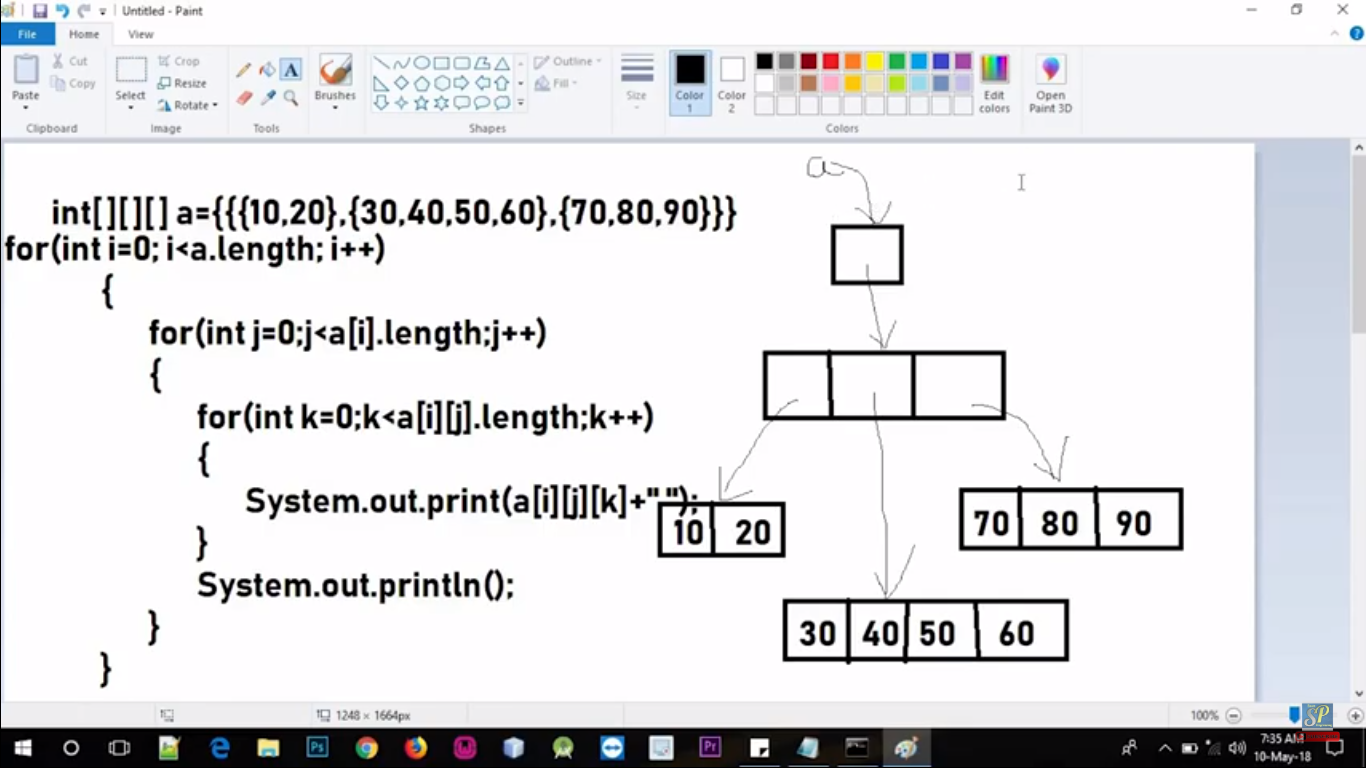 Untitled - Paint
File Home View
Paste
Cut
Copy
Clipboard
Select
Crop
Resize
Rotate
Image
A
Tools
Brushes
Shapes
Outline
Fill
Size
Color 1
Color 2
Edit colors
Colors
Open Paint 3D
a
int[][][] a={{{10,20},{30,40,50,60},{70,80,90}}}
for(int i=0; i<a.length; i++)
{
for(int j=0;j<a[i].length;j++)
{
for(int k=0;k<a[i][j].length;k++)
{
System.out.print(a[i][j][k]+" ");
}
System.out.println();
}
}
10 20
70 80 90
30 40 50 60
1248 × 1664px
100%
Ps
Pr
SP
7:35 AM
10-May-18